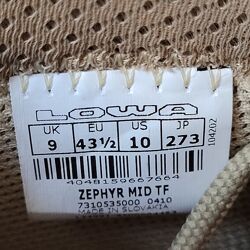 LOWA
UK EU US JP
9 43½ 10 273
104202
4048159667664
ZEPHYR MID TF
7310535000 0410
MADE IN SLOVAKIA